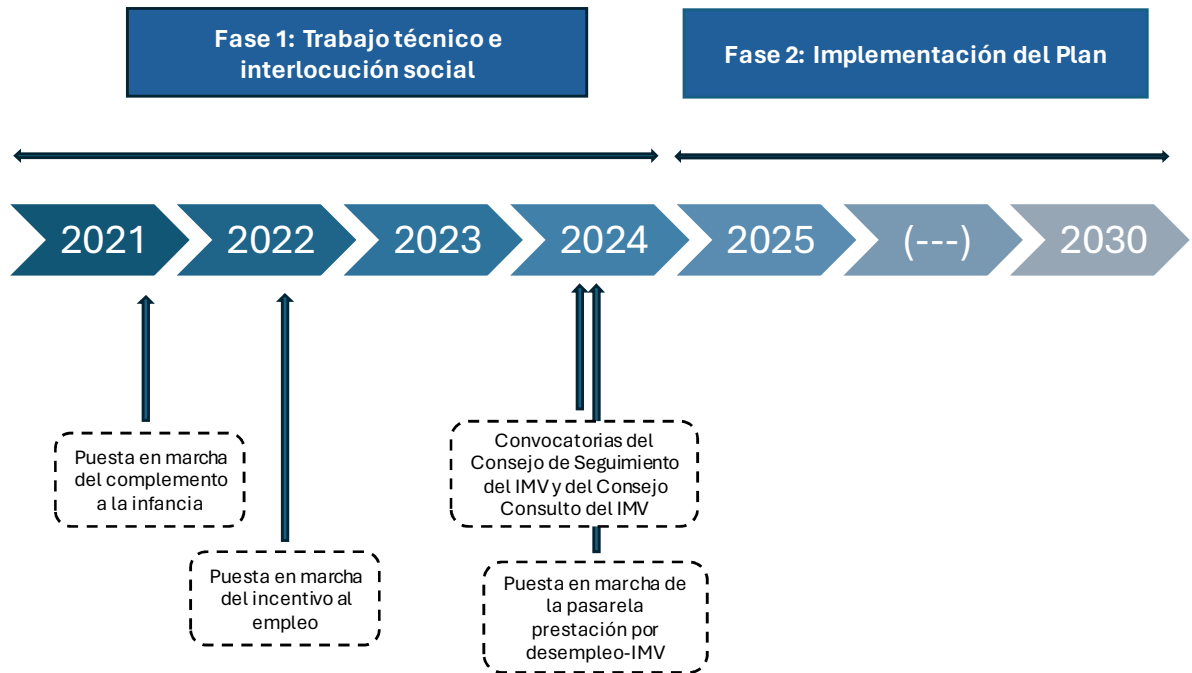 Fase 1: Trabajo técnico e
interlocución social
Fase 2: Implementación del Plan
2021
2022
2023
2024
2025
(---)
2030
Puesta en marcha
del complemento
a la infancia
Convocatorias del
Consejo de Seguimiento
del IMV y del Consejo
Consulto del IMV
Puesta en marcha
del incentivo al
empleo
Puesta en marcha de
la pasarela
prestación por
desempleo-IMV